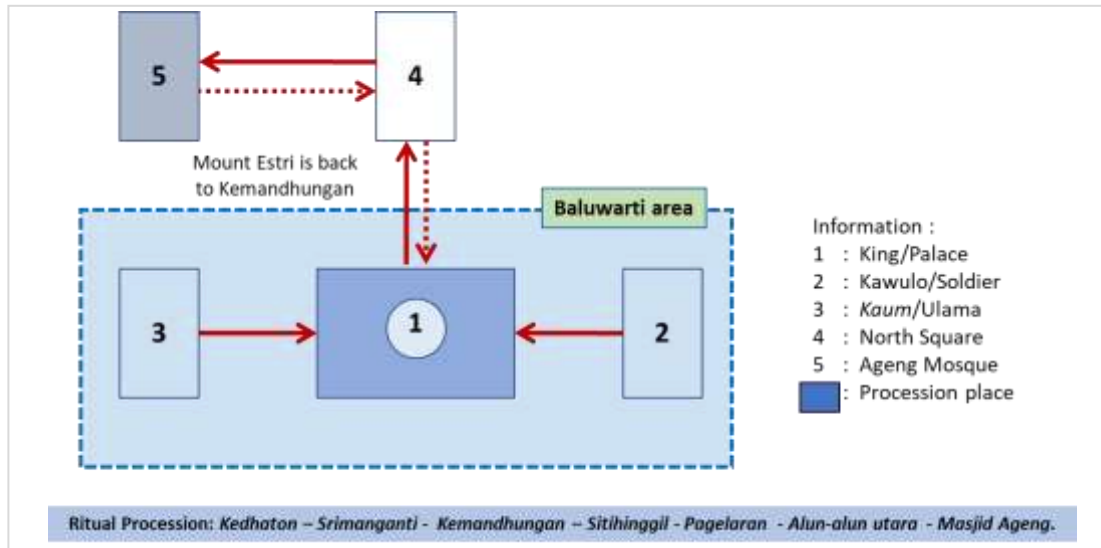 5
4
Mount Estri is back
to Kemandhungan
Baluwarti area
3
1
2
Information :
1 : King/Palace
2 : Kawulo/Soldier
3 : Kaum/Ulama
4 : North Square
5 : Ageng Mosque
: Procession place
Ritual Procession: Kedhaton – Srimanganti - Kemandhungan – Sitihinggil - Pagelaran - Alun-alun utara - Masjid Ageng.